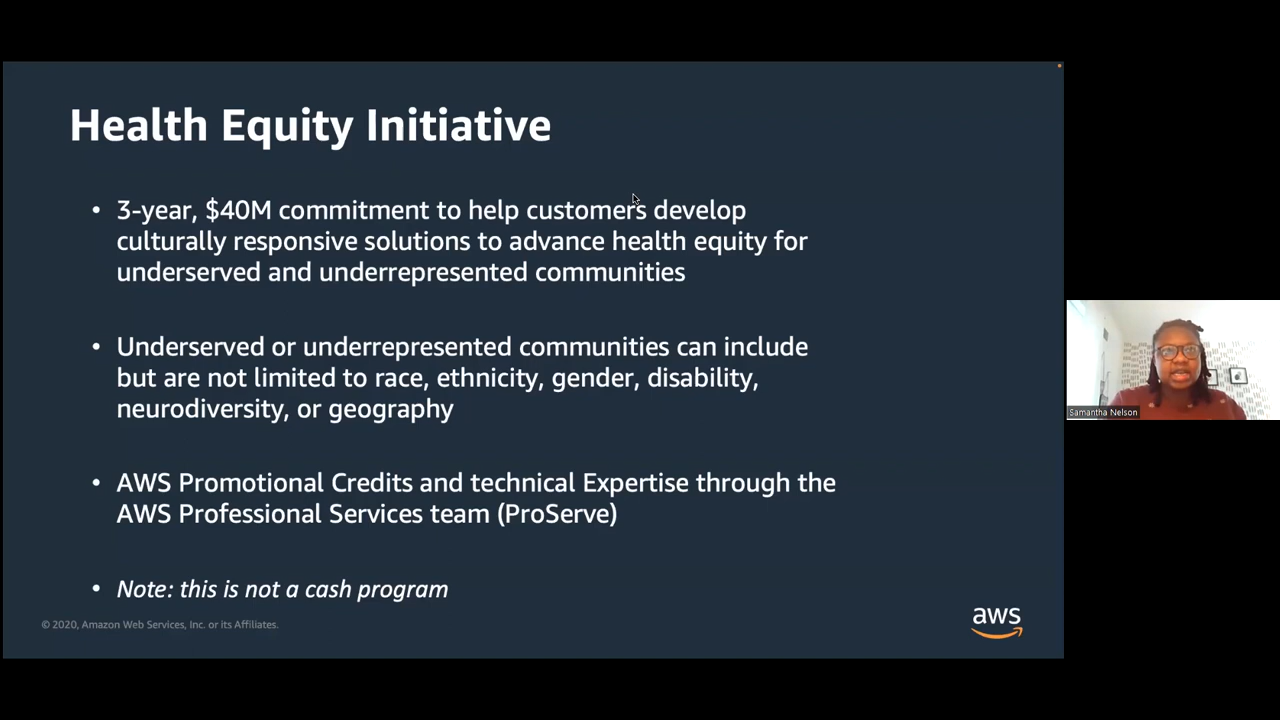 Health Equity Initiative
• 3-year, $40M commitment to help customers develop
culturally responsive solutions to advance health equity for
underserved and underrepresented communities
• Underserved or underrepresented communities can include
but are not limited to race, ethnicity, gender, disability,
neurodiversity, or geography
• AWS Promotional Credits and technical Expertise through the
AWS Professional Services team (ProServe)
• Note: this is not a cash program
© 2020, Amazon Web Services, Inc. or its Affiliates.
aws
Samantha Nelson